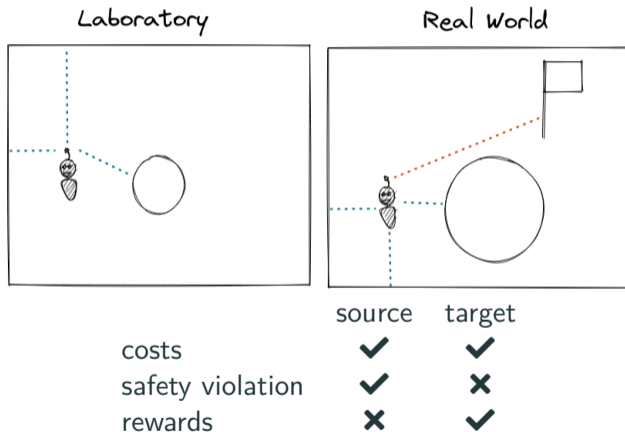 Laboratory
Real World
source target
costs ✔ ✔
safety violation ✔ ✖
rewards ✖ ✔